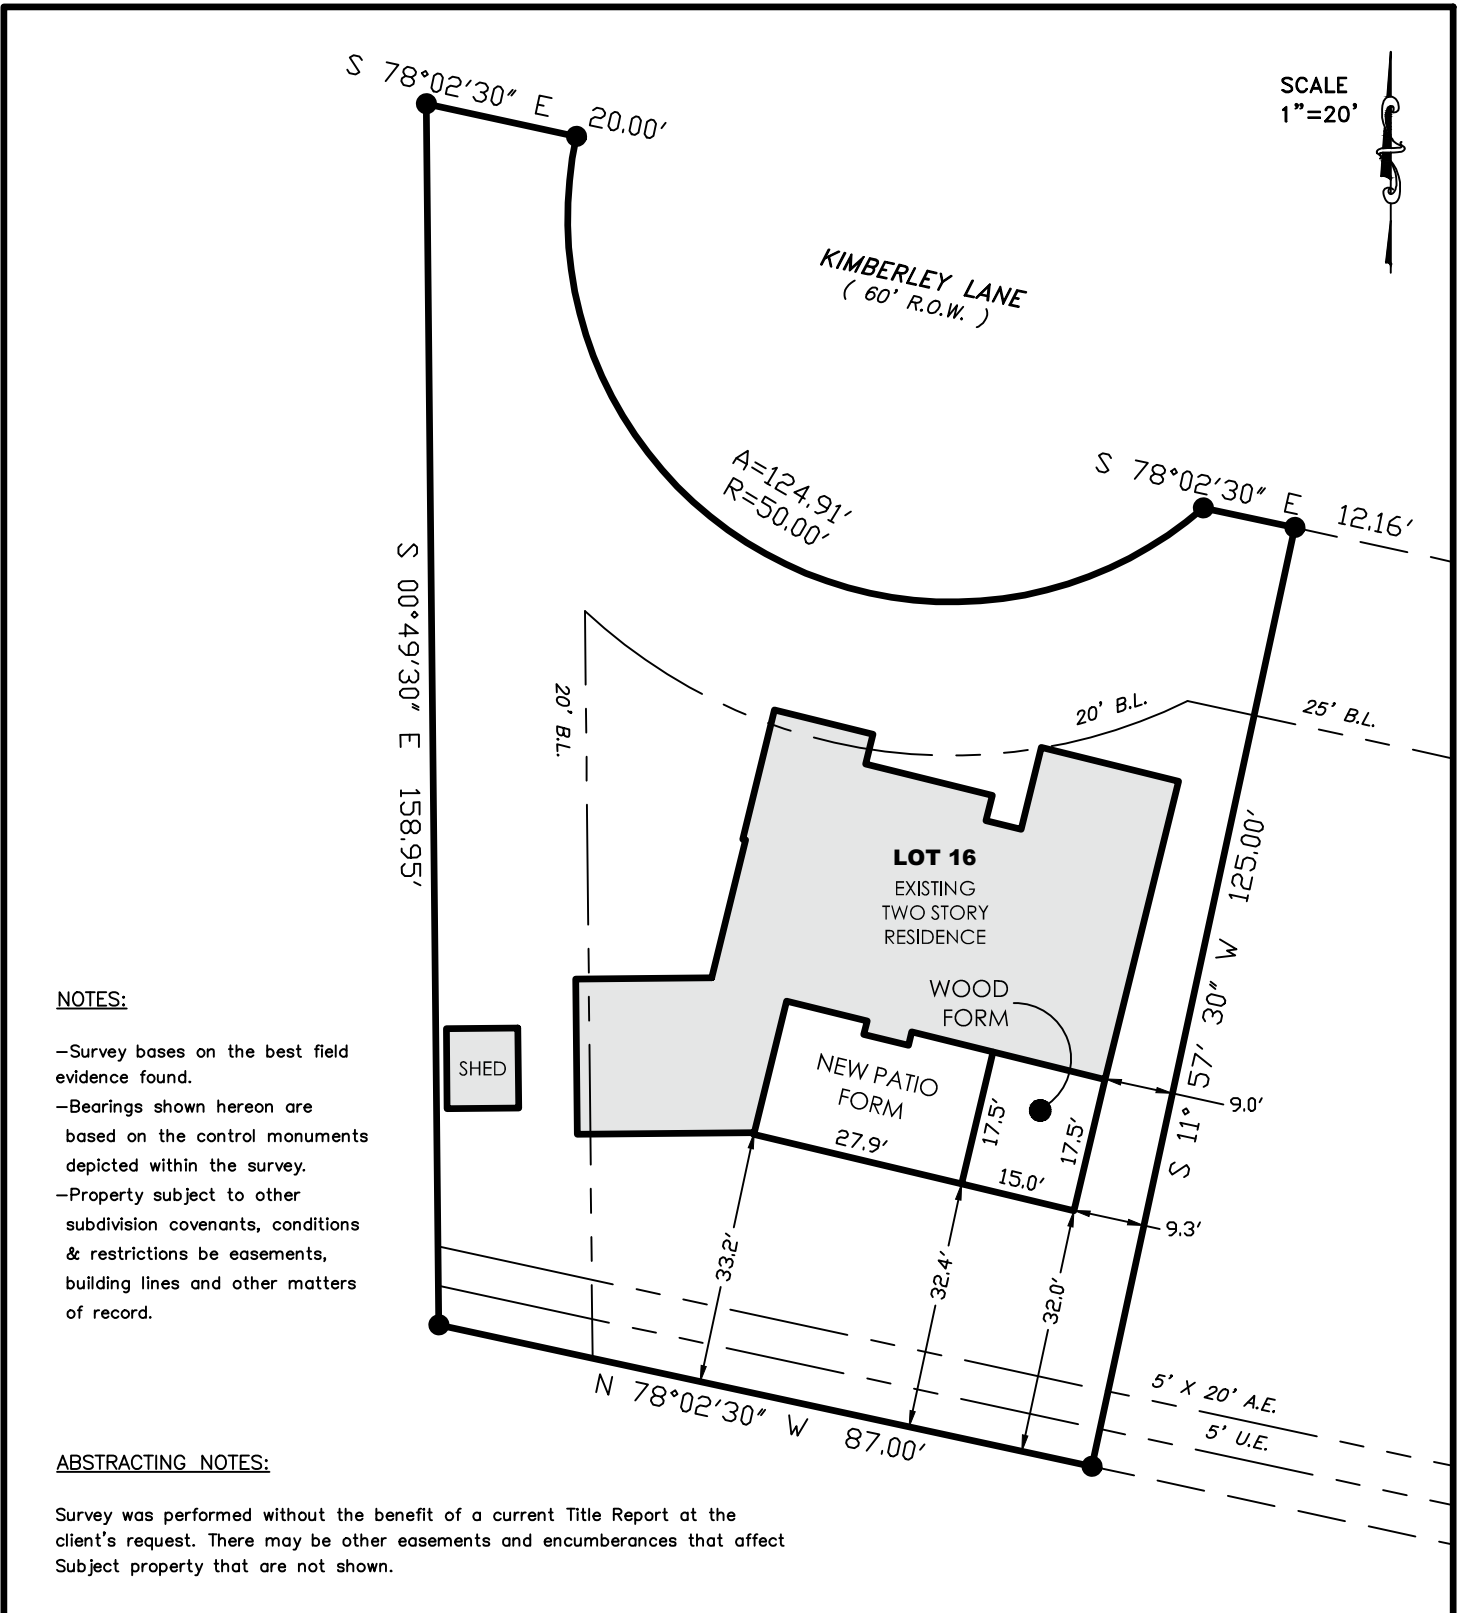 S 78°02'30" E 20.00'
SCALE
1"=20'
KIMBERLEY LANE
( 60' R.O.W. )
A=124.91'
R=50.00'
S 78°02'30" E 12.16'
S 00°49'30" E 158.95'
20' B.L.
20' B.L.
25' B.L.
LOT 16
EXISTING
TWO STORY
RESIDENCE
WOOD
FORM
S 11° 57' 30" W 125.00'
SHED
NEW PATIO
FORM
27.9'
17.5'
17.5'
15.0'
9.0'
9.3'
33.2'
32.4'
32.0'
N 78°02'30" W 87.00'
5' X 20' A.E.
5' U.E.
NOTES:
-Survey bases on the best field
evidence found.
-Bearings shown hereon are
based on the control monuments
depicted within the survey.
-Property subject to other
subdivision covenants, conditions
& restrictions be easements,
building lines and other matters
of record.
ABSTRACTING NOTES:
Survey was performed without the benefit of a current Title Report at the
client's request. There may be other easements and encumberances that affect
Subject property that are not shown.